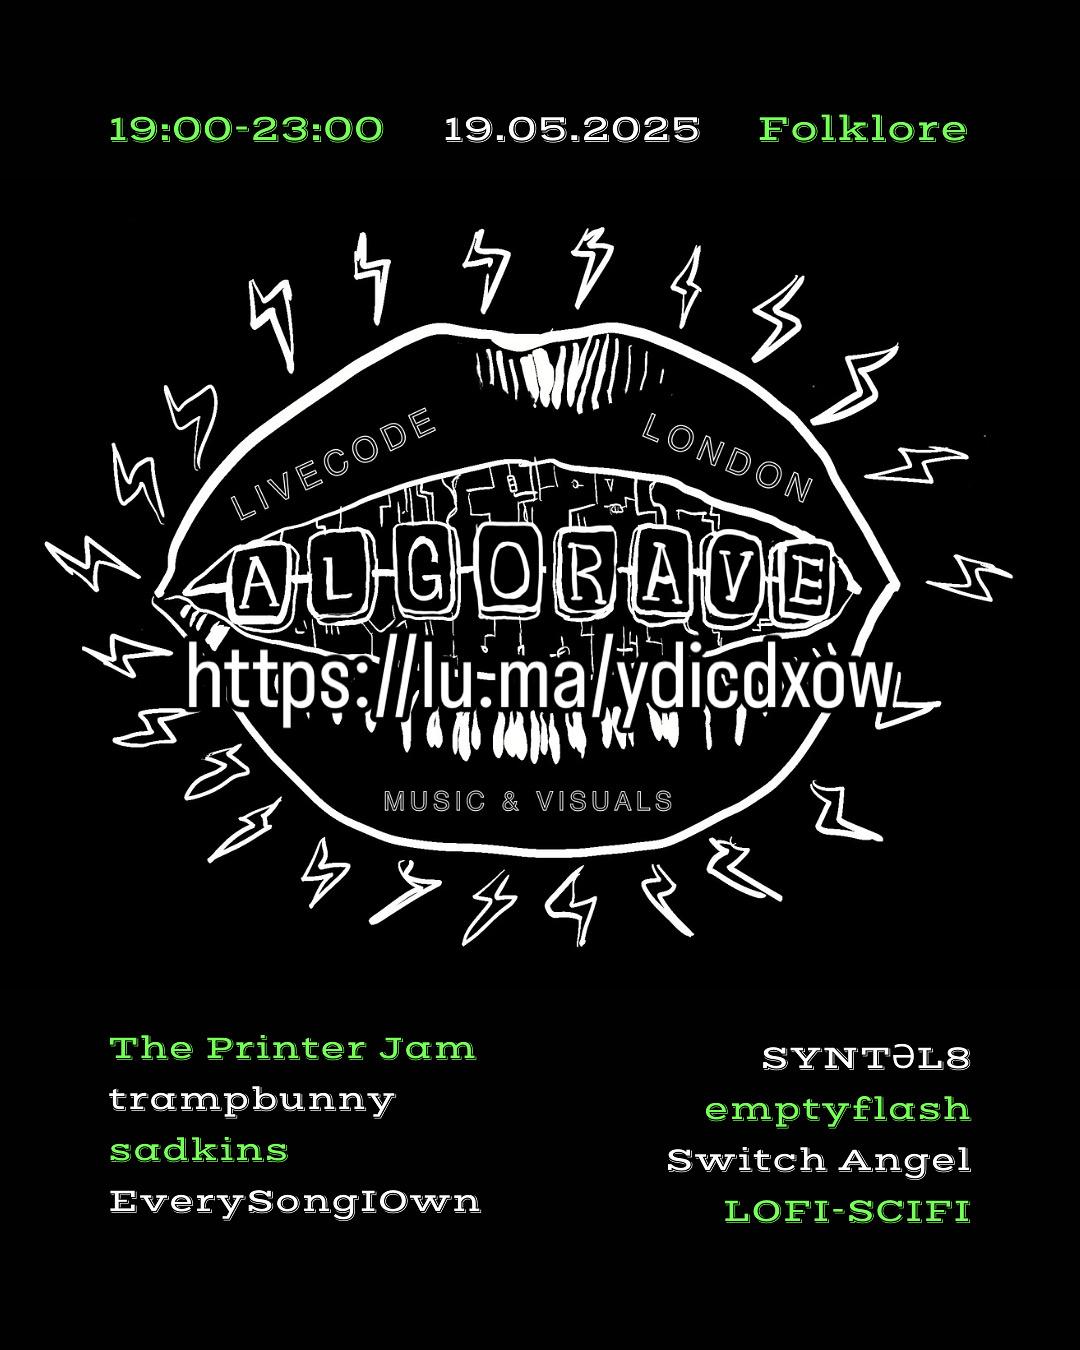 19:00-23:00 19.05.2025 Folklore
LIVECODE LONDON
ALGORAVE
https://lu.ma/ydicdxòw
MUSIC & VISUALS
The Printer Jam
trampbunny
sadkins
EverySongIOwn
SYNTƏL8
emptyflash
Switch Angel
LOFI-SCIFI